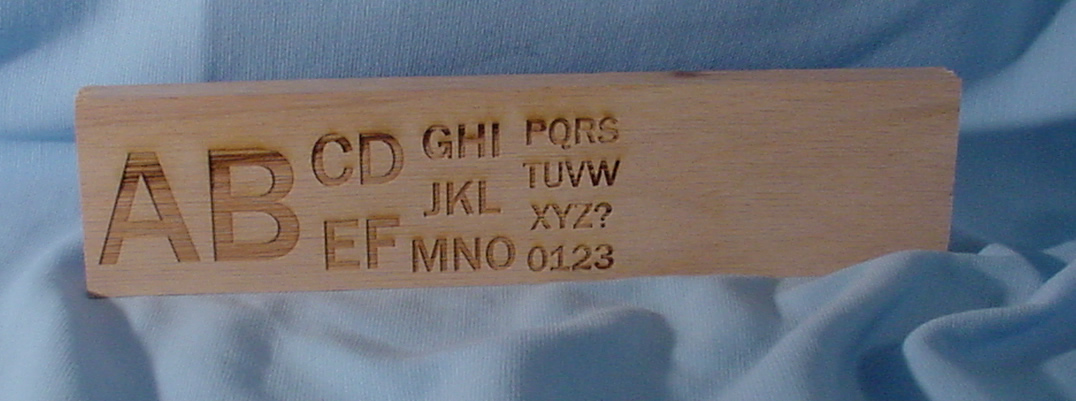 AB
CD
EF
GHI
JKL
MNO
PQRS
TUVW
XYZ?
0123